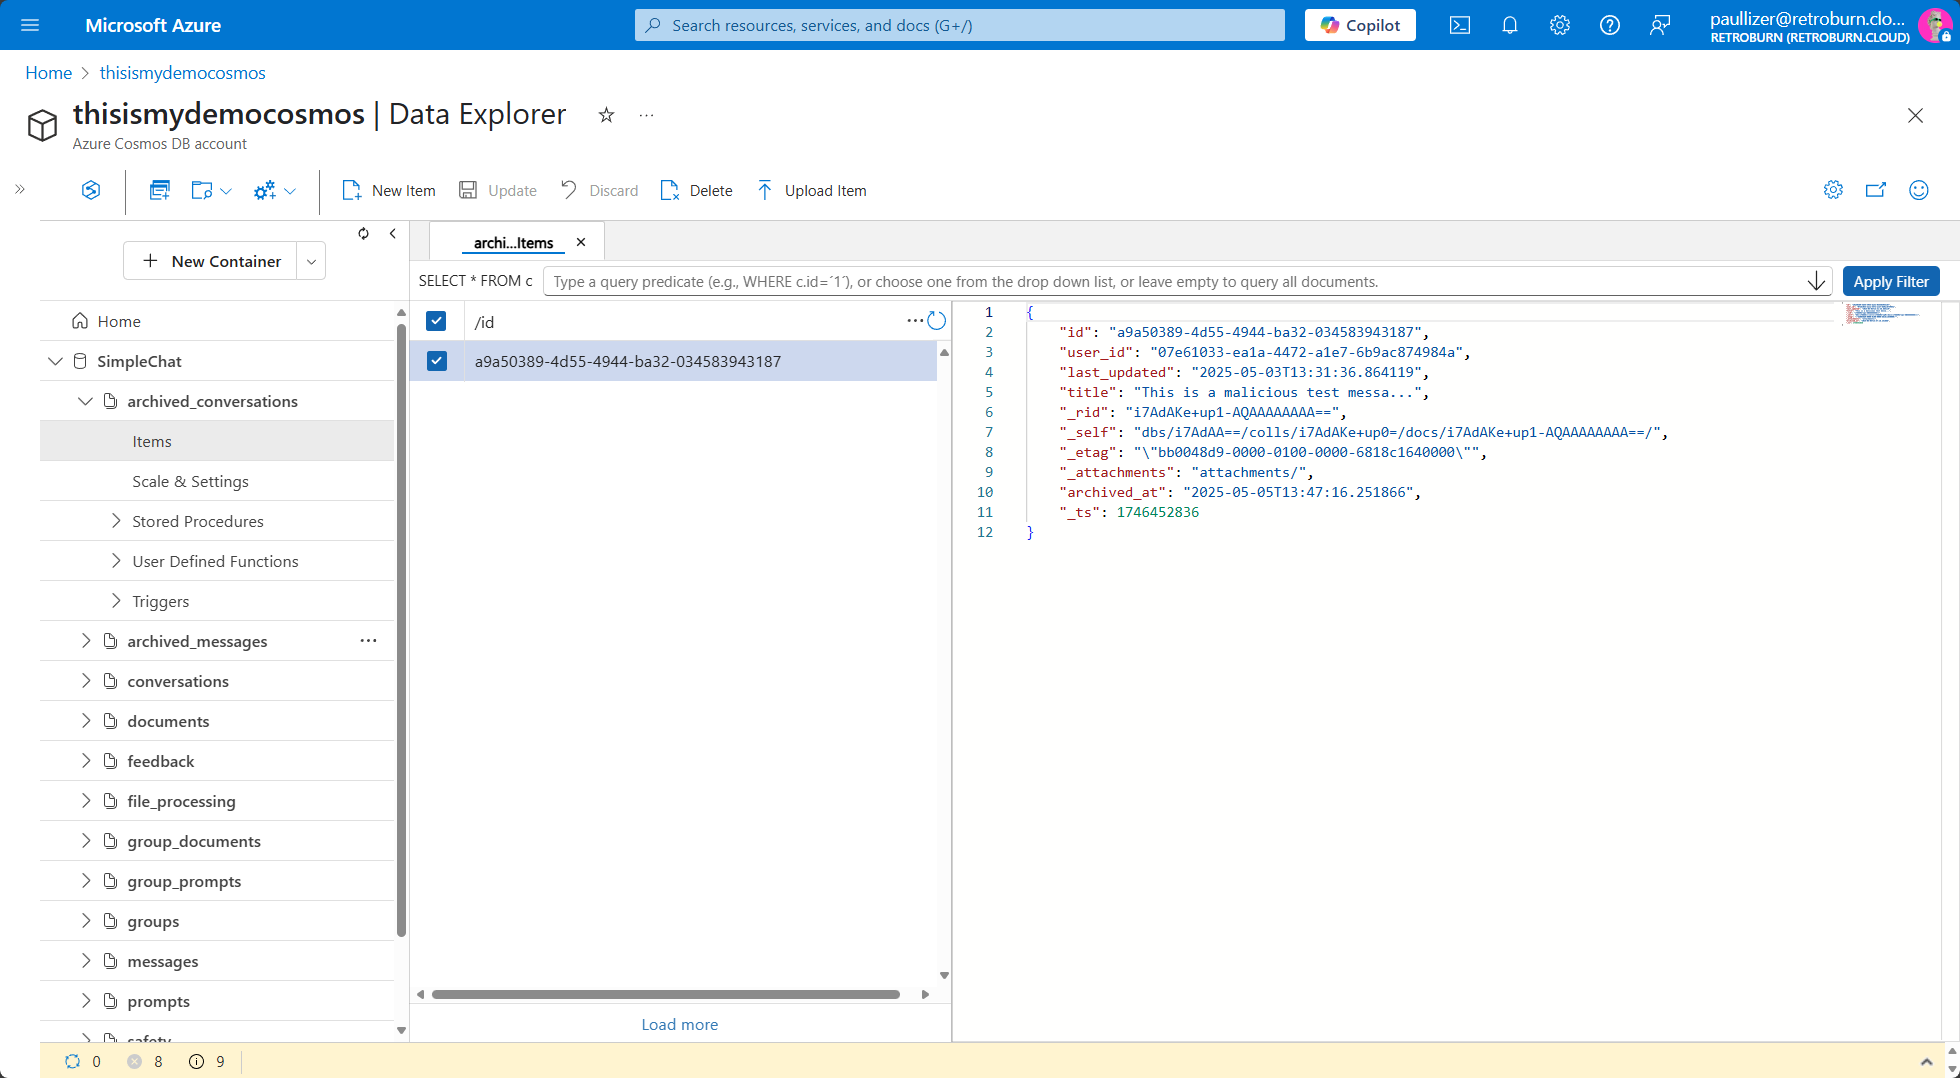 Microsoft Azure
Search resources, services, and docs (G+/)
Copilot
paullizer@retroburn.clo...
RETROBURN (RETROBURN.CLOUD)
Home > thisismydemocosmos
thisismydemocosmos | Data Explorer
Azure Cosmos DB account
New Item
Update
Discard
Delete
Upload Item
New Container
Home
SimpleChat
archived_conversations
Items
Scale & Settings
Stored Procedures
User Defined Functions
Triggers
archived_messages
conversations
documents
feedback
file_processing
group_documents
group_prompts
groups
messages
prompts
safety
archi...Items
SELECT * FROM c
Type a query predicate (e.g., WHERE c.id=´1´), or choose one from the drop down list, or leave empty to query all documents.
Apply Filter
/id
a9a50389-4d55-4944-ba32-034583943187
Load more
1 {
2 "id": "a9a50389-4d55-4944-ba32-034583943187",
3 "user_id": "07e61033-ea1a-4472-a1e7-6b9ac874984a",
4 "last_updated": "2025-05-03T13:31:36.864119",
5 "title": "This is a malicious test messa...",
6 "_rid": "i7AdAKe+up1-AQAAAAAAAA==",
7 "_self": "dbs/i7AdAA==/colls/i7AdAKe+up0=/docs/i7AdAKe+up1-AQAAAAAAAA==/",
8 "_etag": "\"bb0048d9-0000-0100-0000-6818c1640000\"",
9 "_attachments": "attachments/",
10 "archived_at": "2025-05-05T13:47:16.251866",
11 "_ts": 1746452836
12 }
0 8 9